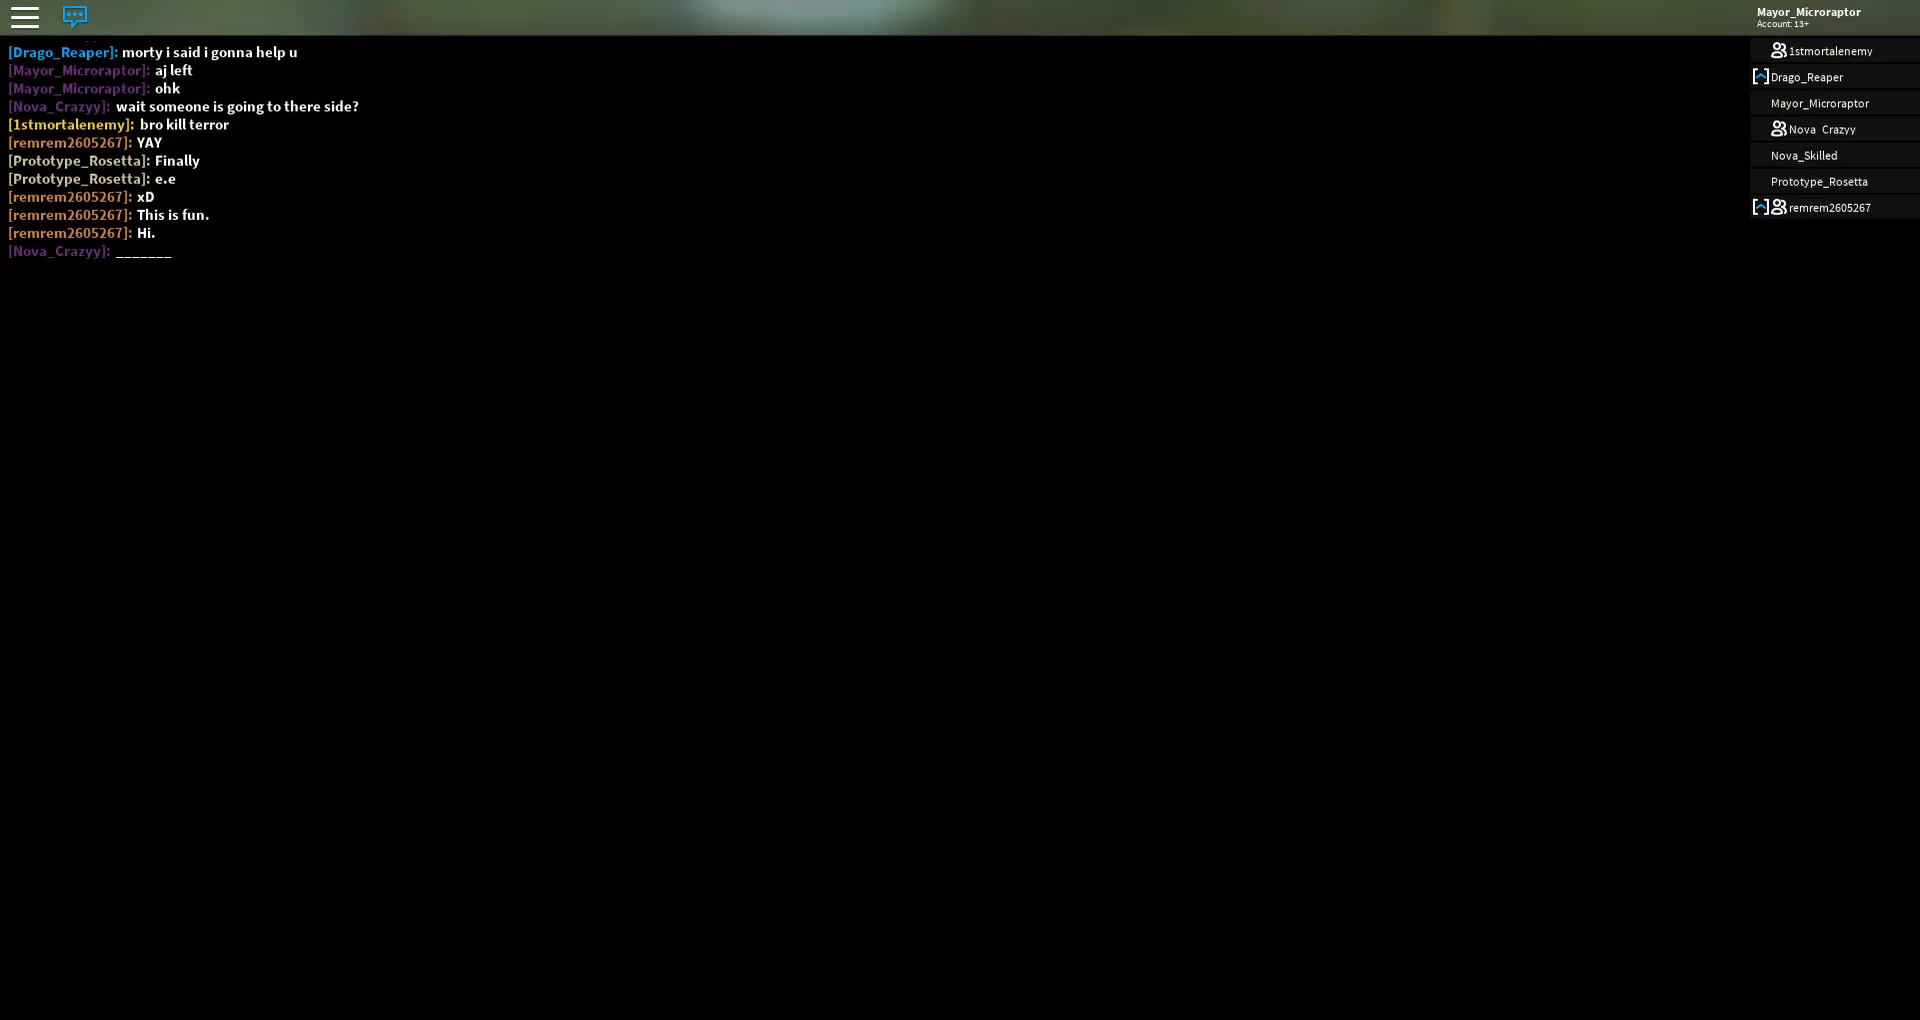 Mayor_Microraptor
Account: 13+
[Drago_Reaper]: morty i said i gonna help u
[Mayor_Microraptor]: aj left
[Mayor_Microraptor]: ohk
[Nova_Crazyy]: wait someone is going to there side?
[1stmortalenemy]: bro kill terror
[remrem2605267]: YAY
[Prototype_Rosetta]: Finally
[Prototype_Rosetta]: e.e
[remrem2605267]: xD
[remrem2605267]: This is fun.
[remrem2605267]: Hi.
[Nova_Crazyy]: _______
1stmortalenemy
Drago_Reaper
Mayor_Microraptor
Nova_Crazyy
Nova_Skilled
Prototype_Rosetta
remrem2605267